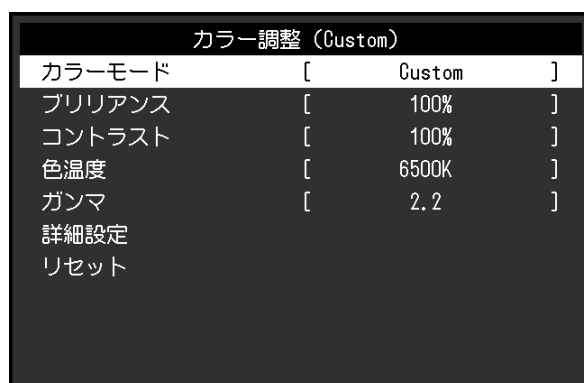 カラー調整 (Custom)
カラーモード [ Custom ]
ブリリアンス [ 100% ]
コントラスト [ 100% ]
色温度 [ 6500K ]
ガンマ [ 2.2 ]
詳細設定
リセット